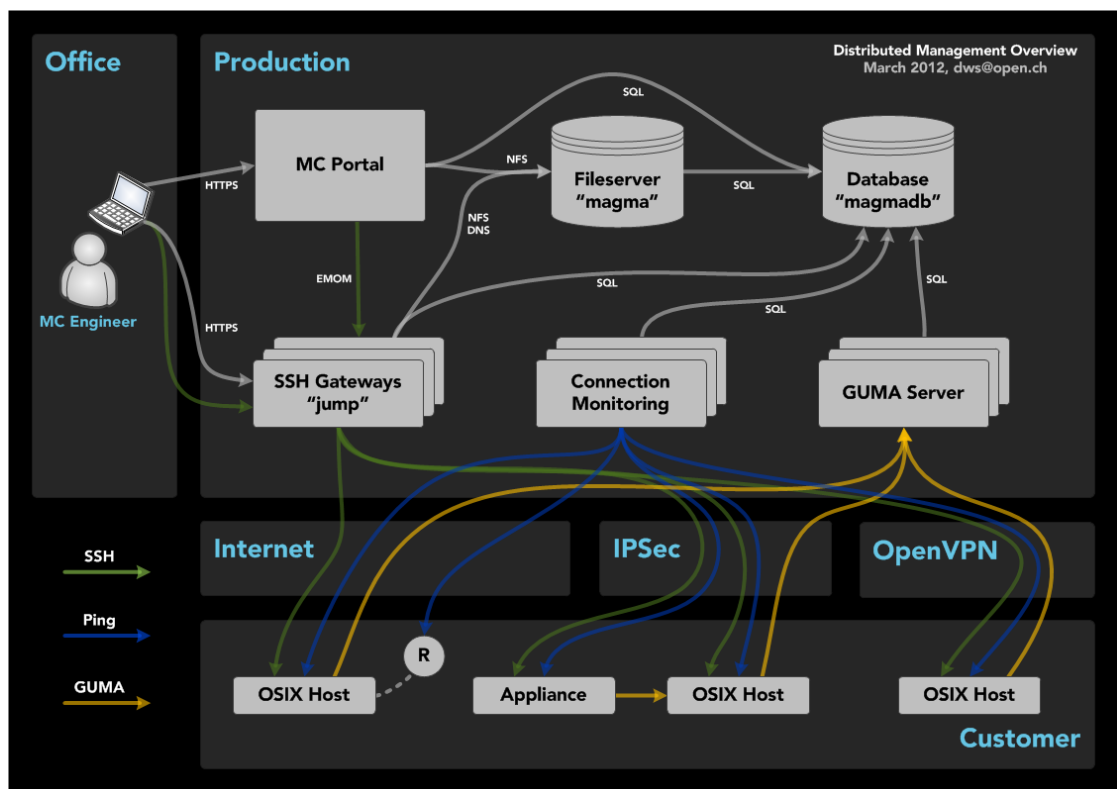 Office
Production
Distributed Management Overview
March 2012, dws@open.ch
SQL
MC Portal
NFS
Fileserver
“magma”
SQL
Database
“magmadb”
HTTPS
NFS
DNS
EMOM
SQL
SQL
SQL
MC Engineer
HTTPS
SSH Gateways
“jump”
Connection
Monitoring
GUMA Server
Internet
IPSec
OpenVPN
SSH
Ping
GUMA
R
OSIX Host
Appliance
OSIX Host
OSIX Host
Customer